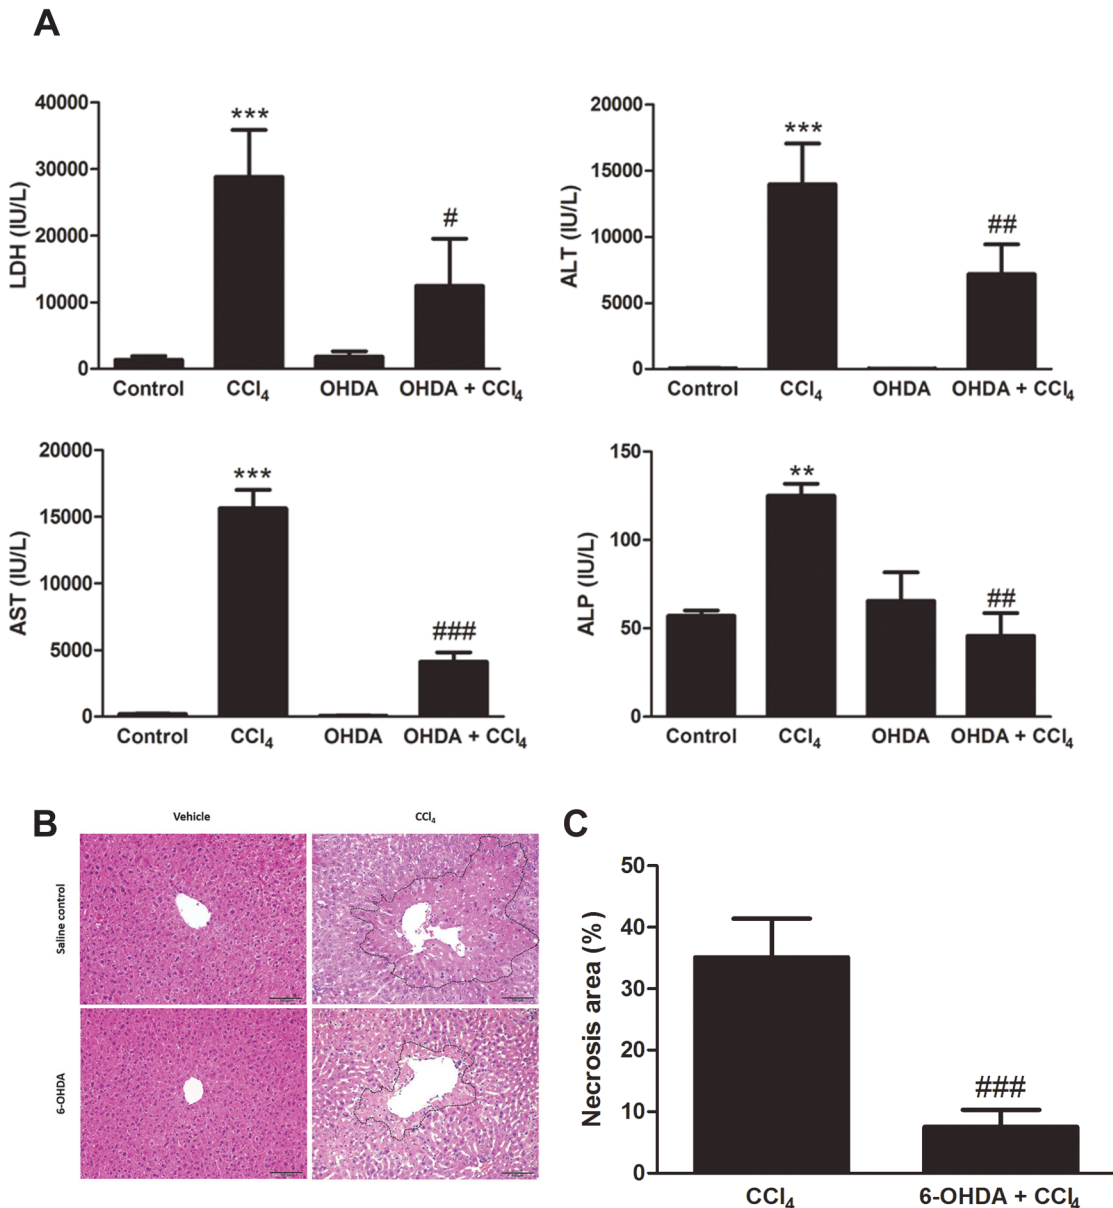 A
LDH (IU/L)
40000
30000
20000
10000
0
***
#
Control CCl₄ OHDA OHDA + CCl₄
ALT (IU/L)
20000
15000
10000
5000
0
***
##
Control CCl₄ OHDA OHDA + CCl₄
AST (IU/L)
20000
15000
10000
5000
0
***
###
Control CCl₄ OHDA OHDA + CCl₄
ALP (IU/L)
150
100
50
0
**
##
Control CCl₄ OHDA OHDA + CCl₄
B
Vehicle CCl₄
Saline control
6-OHDA
C
Necrosis area (%)
50
40
30
20
10
0
###
CCl₄ 6-OHDA + CCl₄